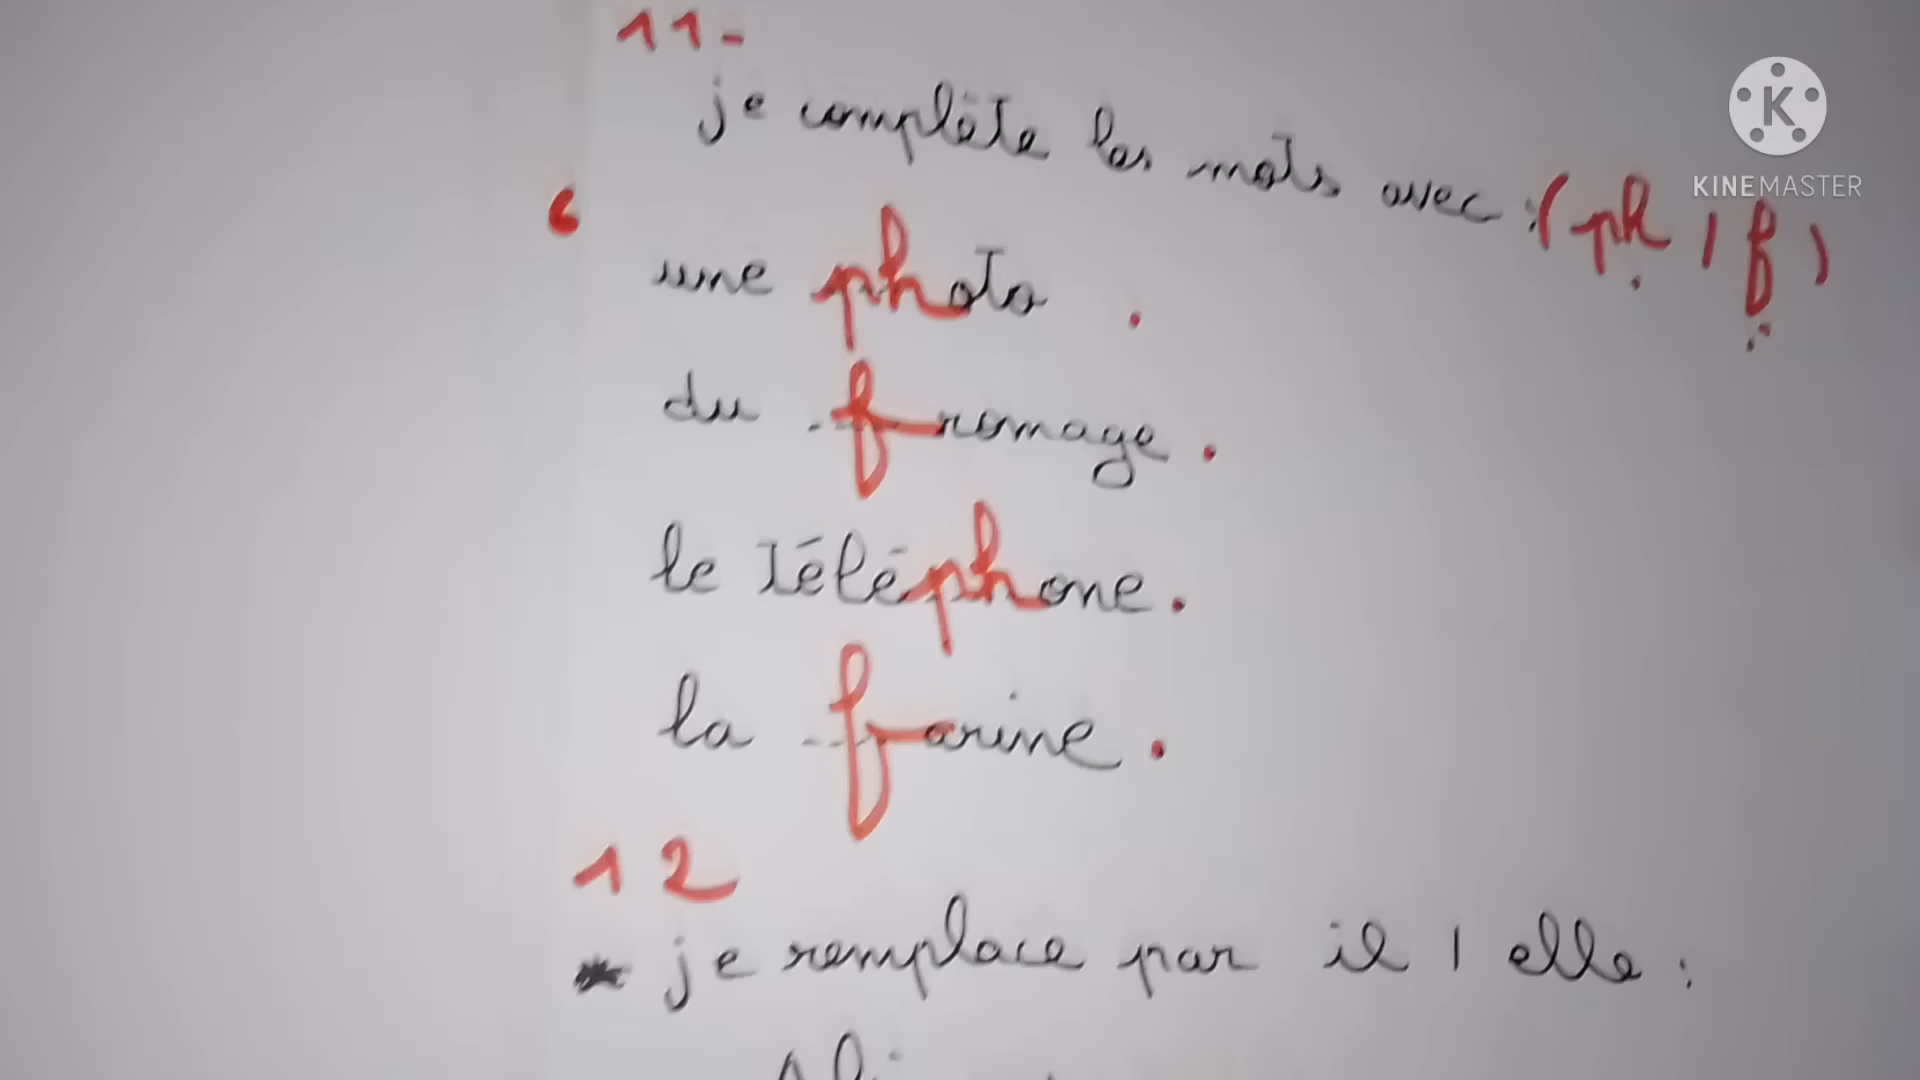 11-
je complète les mots avec : ( ph / f )
une photo .
du fromage .
le téléphone .
la farine .
12
* je remplace par il / elle :
K
KINEMASTER